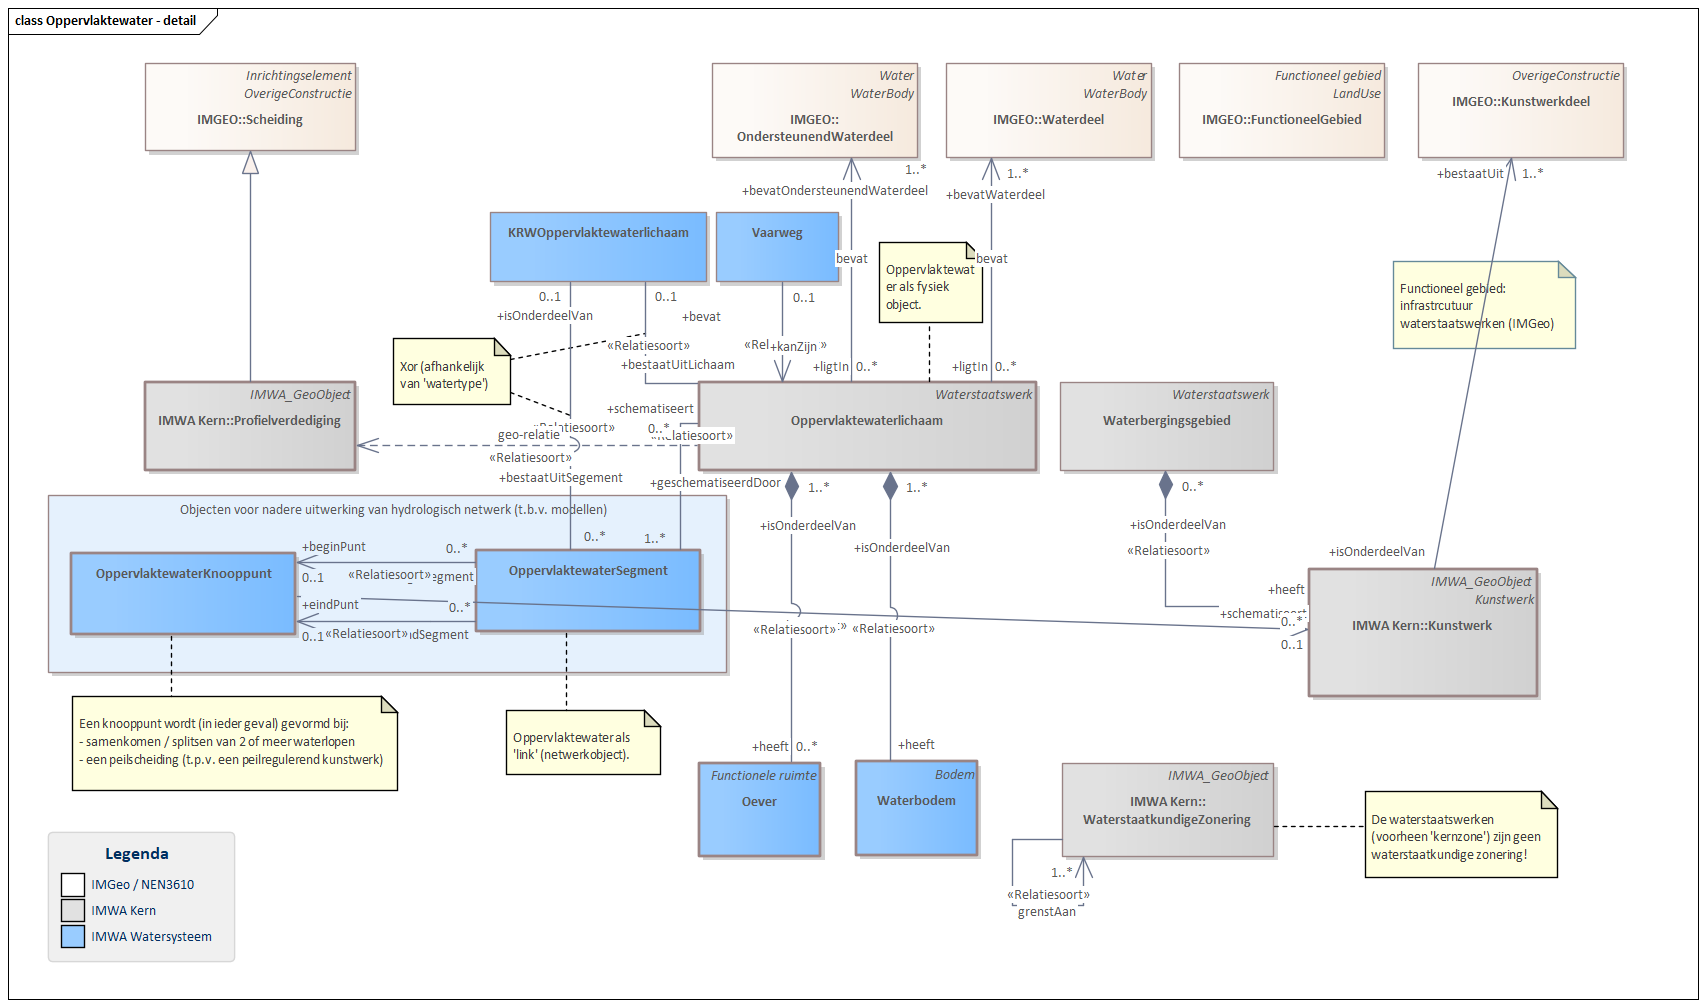 class Oppervlaktewater - detail
Inrichtingselement
OverigeConstructie
IMGEO::Scheiding
Water
WaterBody
IMGEO::
OndersteunendWaterdeel
Water
WaterBody
IMGEO::Waterdeel
Functioneel gebied
LandUse
IMGEO::FunctioneelGebied
OverigeConstructie
IMGEO::Kunstwerkdeel
1..*
+bevatOndersteunendWaterdeel
1..*
+bevatWaterdeel
+bestaatUit
1..*
KRWOppervlaktewaterlichaam
Vaarweg
bevat
bevat
Oppervlaktewat
er als fysiek
object.
Functioneel gebied:
infrastrcutuur
waterstaatswerken (IMGeo)
0..1
+isOnderdeelVan
0..1
+bevat
0..1
«Relatiesoort»
+bestaatUitLichaam
+kanZijn
Xor (afhankelijk
van 'watertype')
+ligtIn
0..*
+ligtIn
0..*
IMWA_GeoObject
IMWA Kern::Profielverdediging
Waterstaatswerk
Oppervlaktewaterlichaam
Waterstaatswerk
Waterbergingsgebied
+schematiseert
0..*
«Relatiesoort»
«Relatiesoort»
geo-relatie
«Relatiesoort»
+bestaatUitSegement
+geschematiseerdDoor
1..*
1..*
0..*
+isOnderdeelVan
+isOnderdeelVan
+isOnderdeelVan
«Relatiesoort»
+isOnderdeelVan
Objecten voor nadere uitwerking van hydrologisch netwerk (t.b.v. modellen)
0..*
1..*
OppervlaktewaterKnooppunt
OppervlaktewaterSegment
+beginPunt
0..*
0..1
«Relatiesoort»
+eindPunt
0..*
0..1
«Relatiesoort»
+heeft
+schematiseert
0..*
0..1
IMWA_GeoObject
Kunstwerk
IMWA Kern::Kunstwerk
«Relatiesoort»
«Relatiesoort»
Een knooppunt wordt (in ieder geval) gevormd bij:
- samenkomen / splitsen van 2 of meer waterlopen
- een peilscheiding (t.p.v. een peilregulerend kunstwerk)
Oppervlaktewater als
'link' (netwerkobject).
+heeft
0..*
+heeft
Functionele ruimte
Oever
Bodem
Waterbodem
IMWA_GeoObject
IMWA Kern::
WaterstaatkundigeZonering
De waterstaatswerken
(voorheen 'kernzone') zijn geen
waterstaatkundige zonering!
1..*
«Relatiesoort»
grenstAan
Legenda
IMGeo / NEN3610
IMWA Kern
IMWA Watersysteem